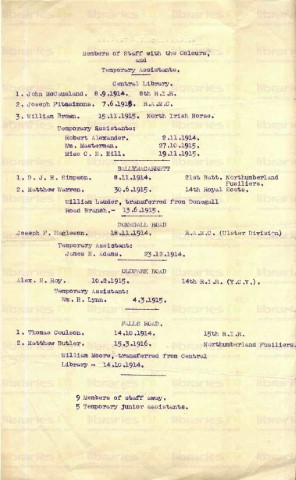 Members of Staff with the Colours,
and
Temporary Assistants.
Central Library.
1. John McCausland. 8.9.1914. 8th R.I.R.
2. Joseph Fitzsimons. 7.6.1915. R.A.M.C.
3. William Brown. 15.11.1915. North Irish Horse.
Temporary Assistants:
Robert Alexander. 2.11.1914.
Wm. Masterman. 27.10.1915.
Miss C. E. Hill. 19.11.1915.
BALLYMACARRETT
1. D. J. H. Simpson. 8.11.1914. 21st Batt. Northumberland
Fusiliers.
2. Matthew Warren. 30.6.1915. 14th Royal Scots.
William Lauder, transferred from Donegall
Road Branch.- 13.6.1915.
DONEGALL ROAD
Joseph F. 18.11.1914. R.A.M.C. (Ulster Division)
Temporary Assistant:
James E. Adams. 23.12.1914.
OLDPARK ROAD
Alex. H. Hoy. 10.2.1915. 14th R.I.R. (Y.C.V.).
Temporary Assistant:
Wm. H. Lynn. 4.3.1915.
FALLS ROAD.
1. Thomas Coulson. 14.10.1914. 15th R.I.R.
2. Matthew Butler. 15.3.1916. Northumberland Fusiliers.
William Moore, transferred from Central
Library - 14.10.1914.
9 Members of staff away.
5 Temporary junior assistants.